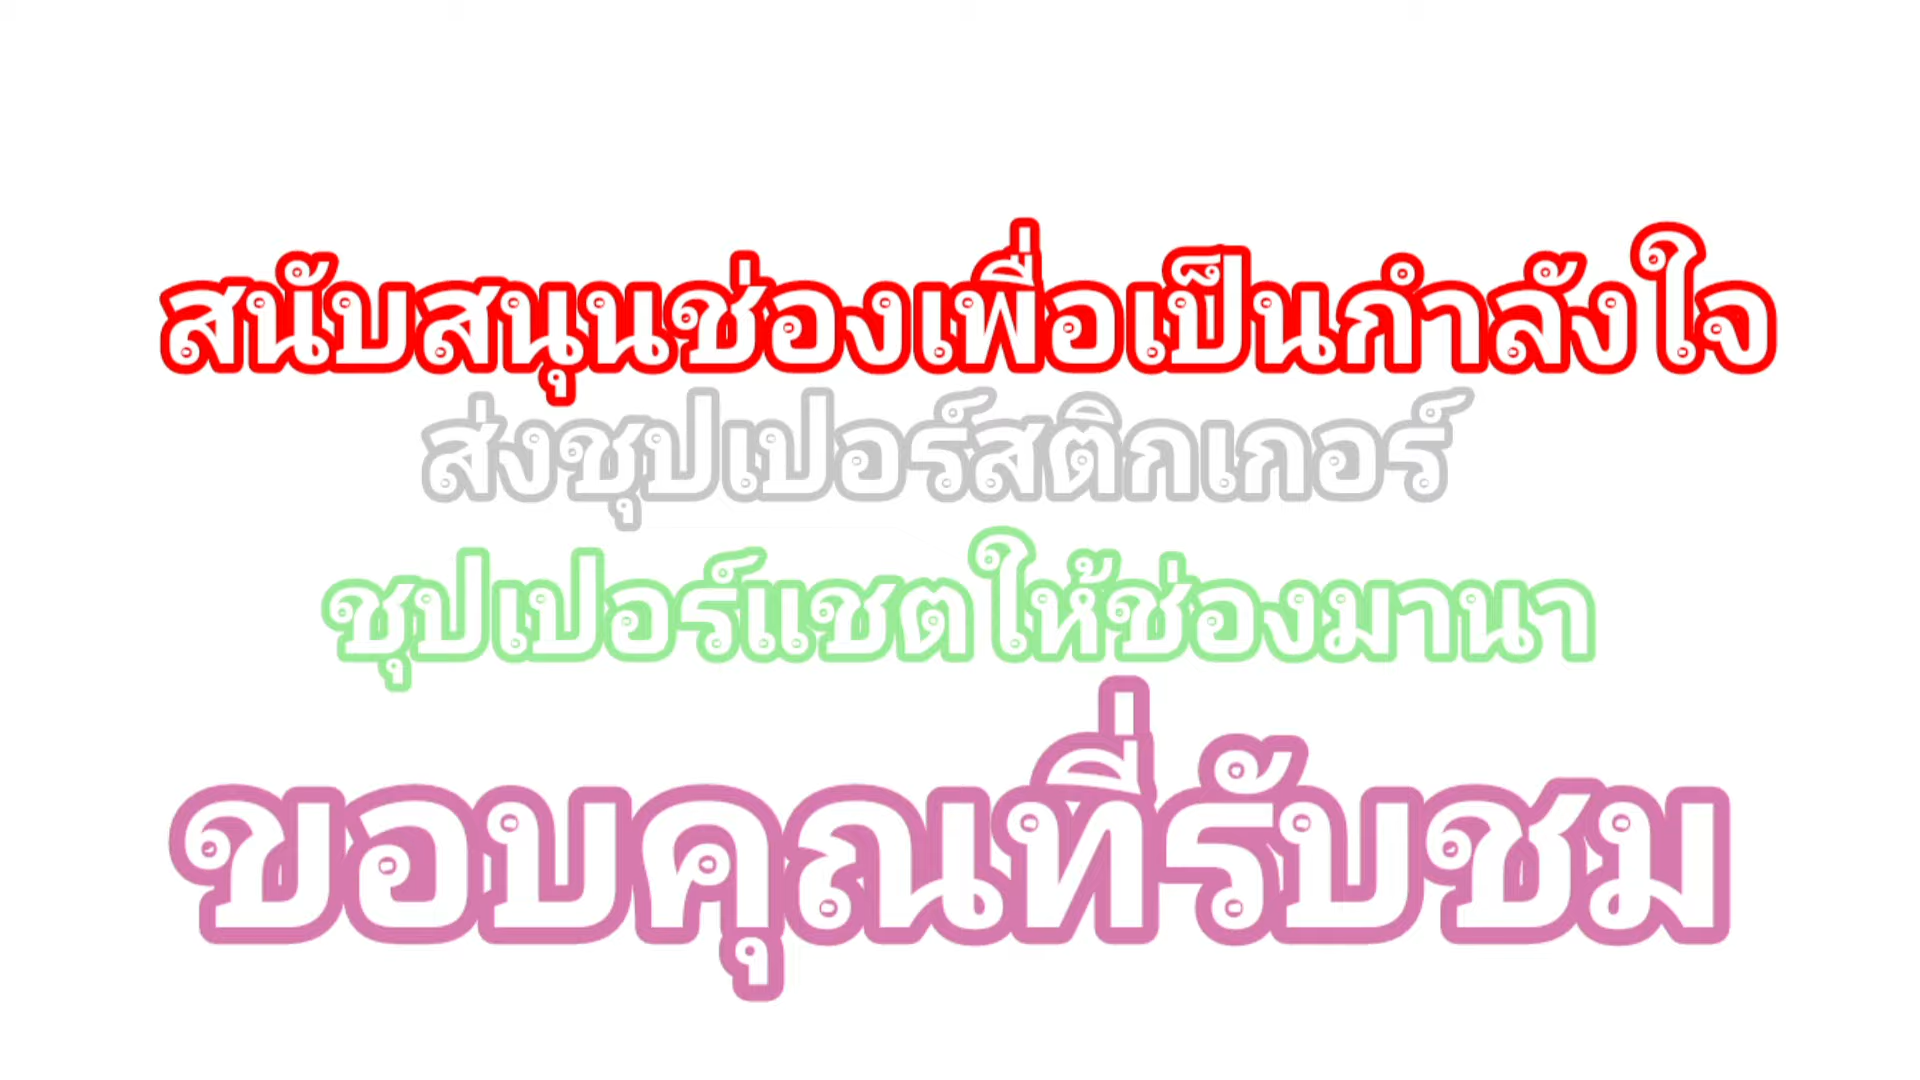 สนับสนุนช่องเพื่อเป็นกำลังใจ
ส่งซุปเปอร์สติกเกอร์
ซุปเปอร์แชตให้ช่องมานา
ขอบคุณที่รับชม